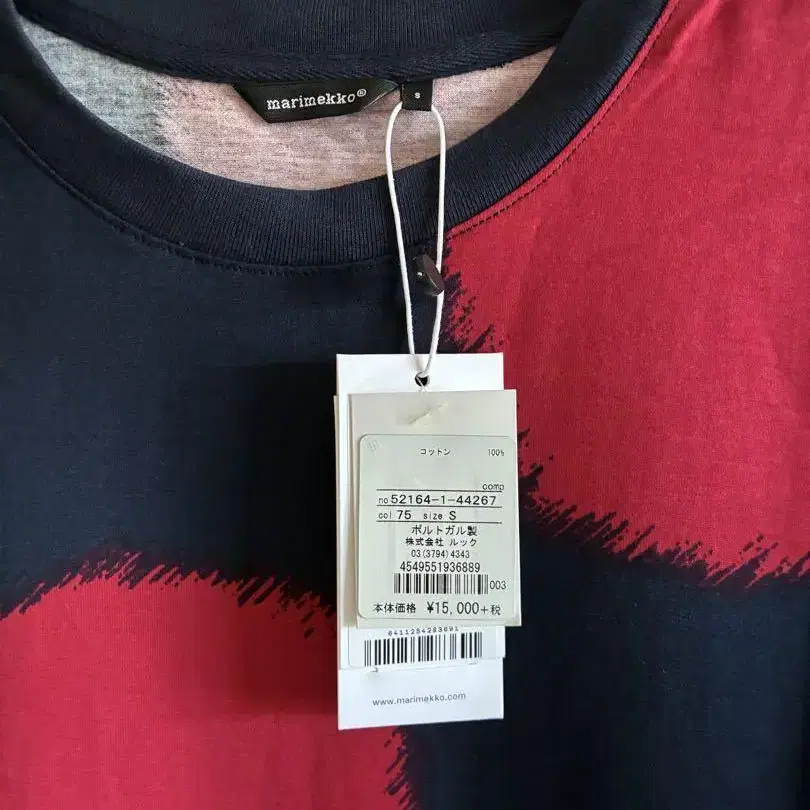 marimekko®
S
コットン 100%
comp
no 52164-1-44267
col 75 size S
ポルトガル製
株式会社 ルック
03(3794)4343
4549551936889
003
本体価格 ¥15,000+税
6411254283691
www.marimekko.com